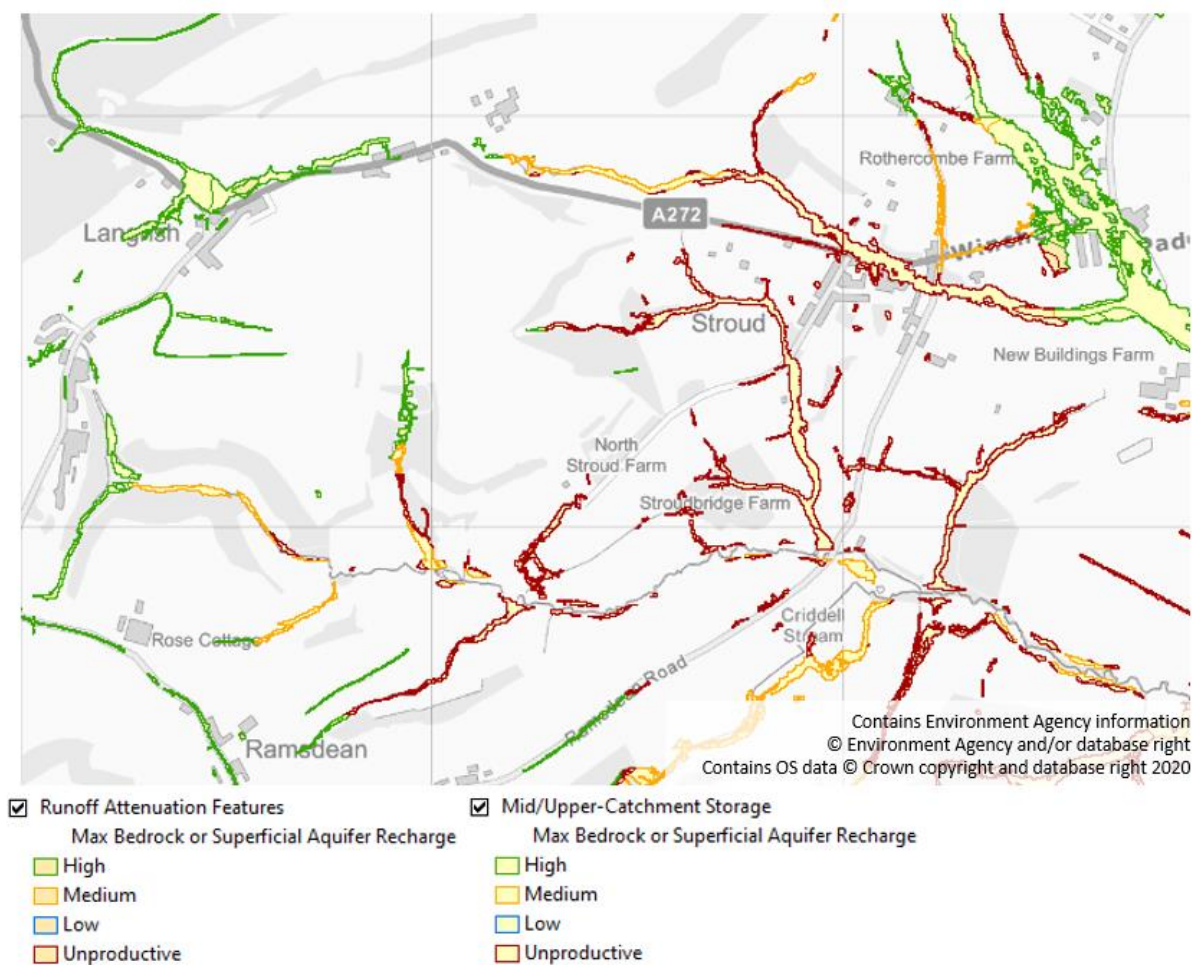 Rothercombe Farm
A272
Langrish
Stroud
New Buildings Farm
North
Stroud Farm
Stroudbridge Farm
Criddell
Stream
Rose Cottage
Ramsdean Road
Ramsdean
Contains Environment Agency information
© Environment Agency and/or database right
Contains OS data © Crown copyright and database right 2020
Runoff Attenuation Features
Max Bedrock or Superficial Aquifer Recharge
High
Medium
Low
Unproductive
Mid/Upper-Catchment Storage
Max Bedrock or Superficial Aquifer Recharge
High
Medium
Low
Unproductive